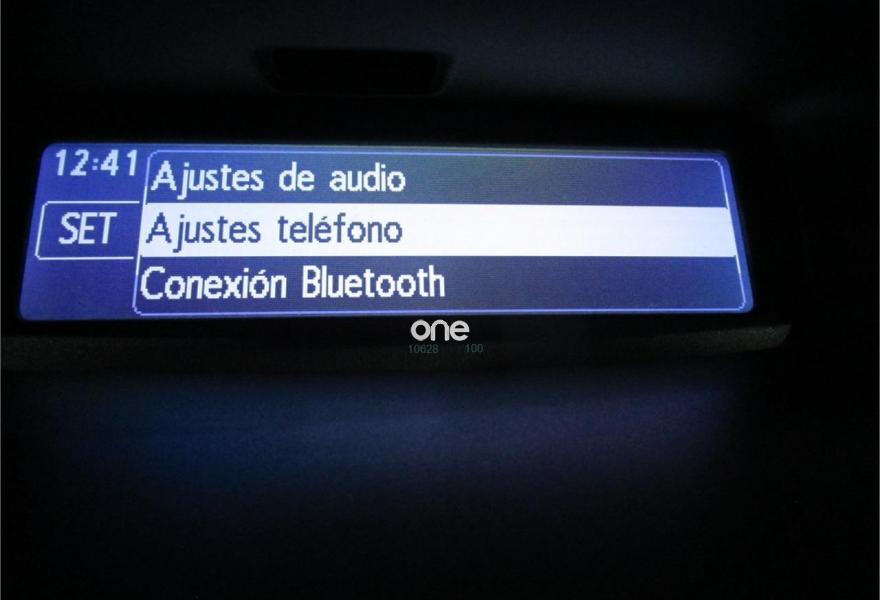 12:41
SET
Ajustes de audio
Ajustes teléfono
Conexión Bluetooth
one
10628 100